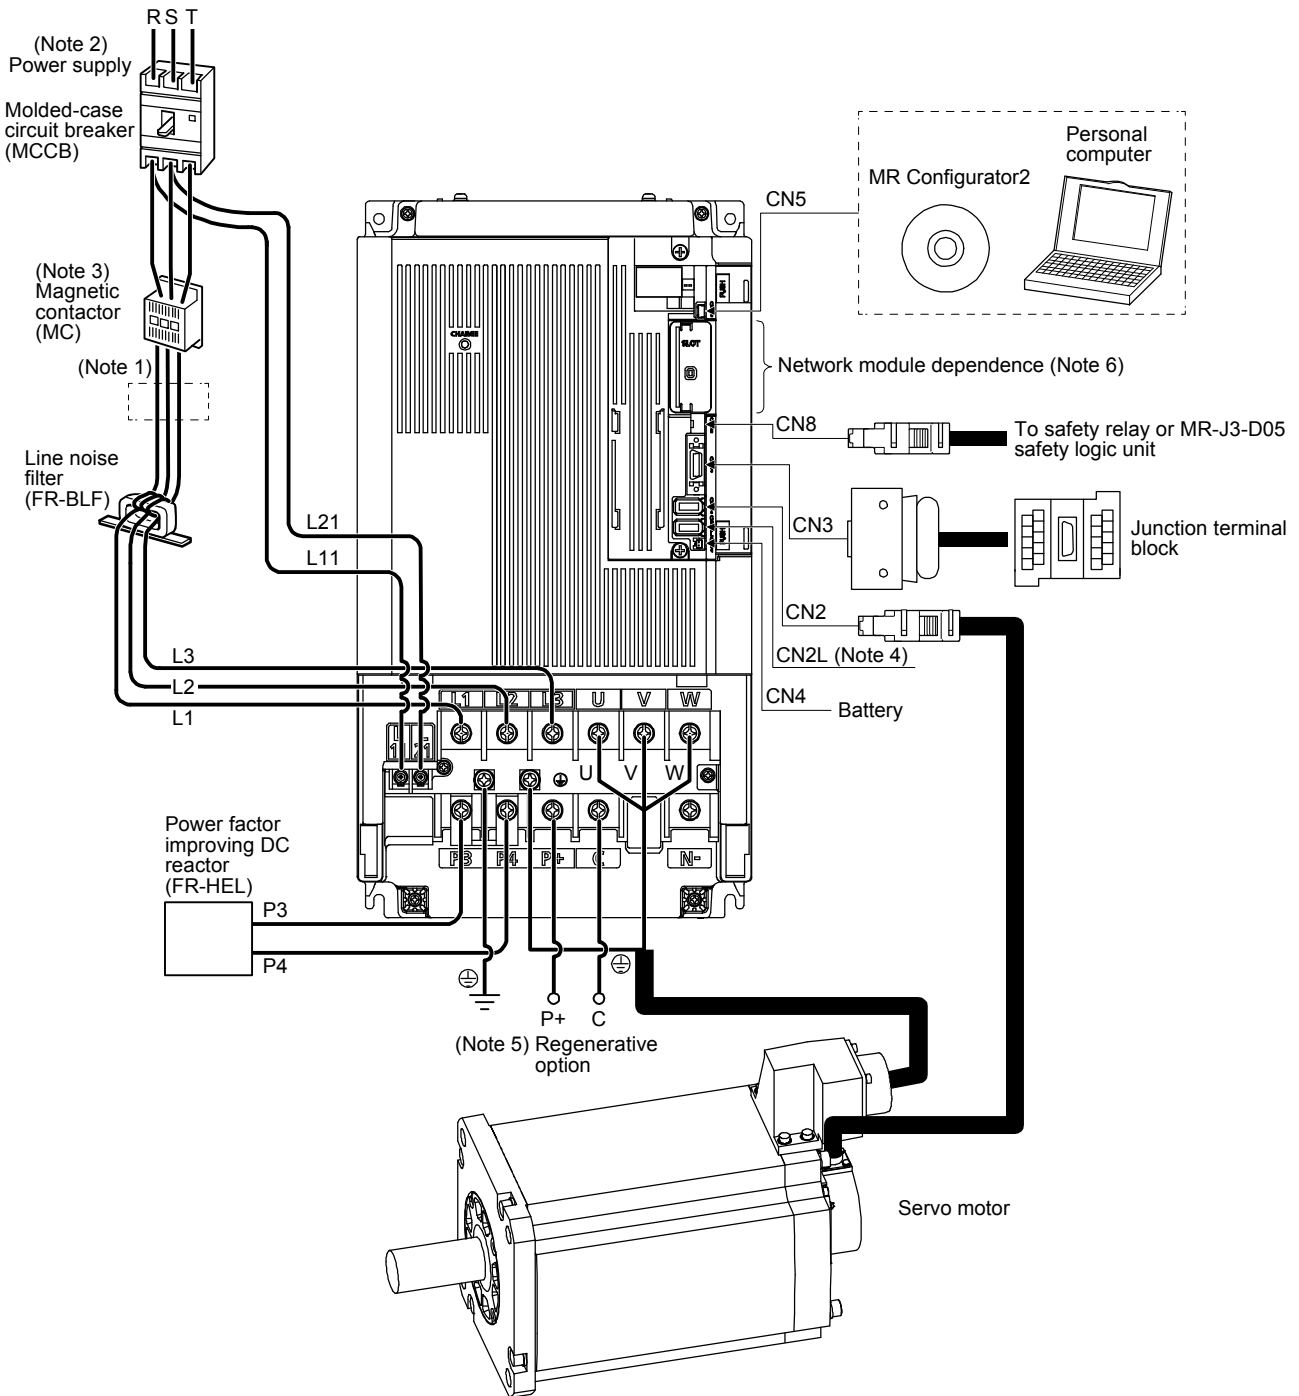 R S T
(Note 2)
Power supply
Molded-case
circuit breaker
(MCCB)
Personal
computer
MR Configurator2
CN5
(Note 3)
Magnetic
contactor
(MC)
PUSH
CHARGE
SLOT
(Note 1)
Network module dependence (Note 6)
CN8
To safety relay or MR-J3-D05
safety logic unit
Line noise
filter
(FR-BLF)
L21
L11
PUSH
CN3
Junction terminal
block
CN2
CN2L (Note 4)
CN4
Battery
L3
L2
L1
L1 L2 L3 U V W
U V W
Power factor
improving DC
reactor
(FR-HEL)
P3 P4 P+ C N-
P3
P4
P+ C
(Note 5) Regenerative
option
Servo motor